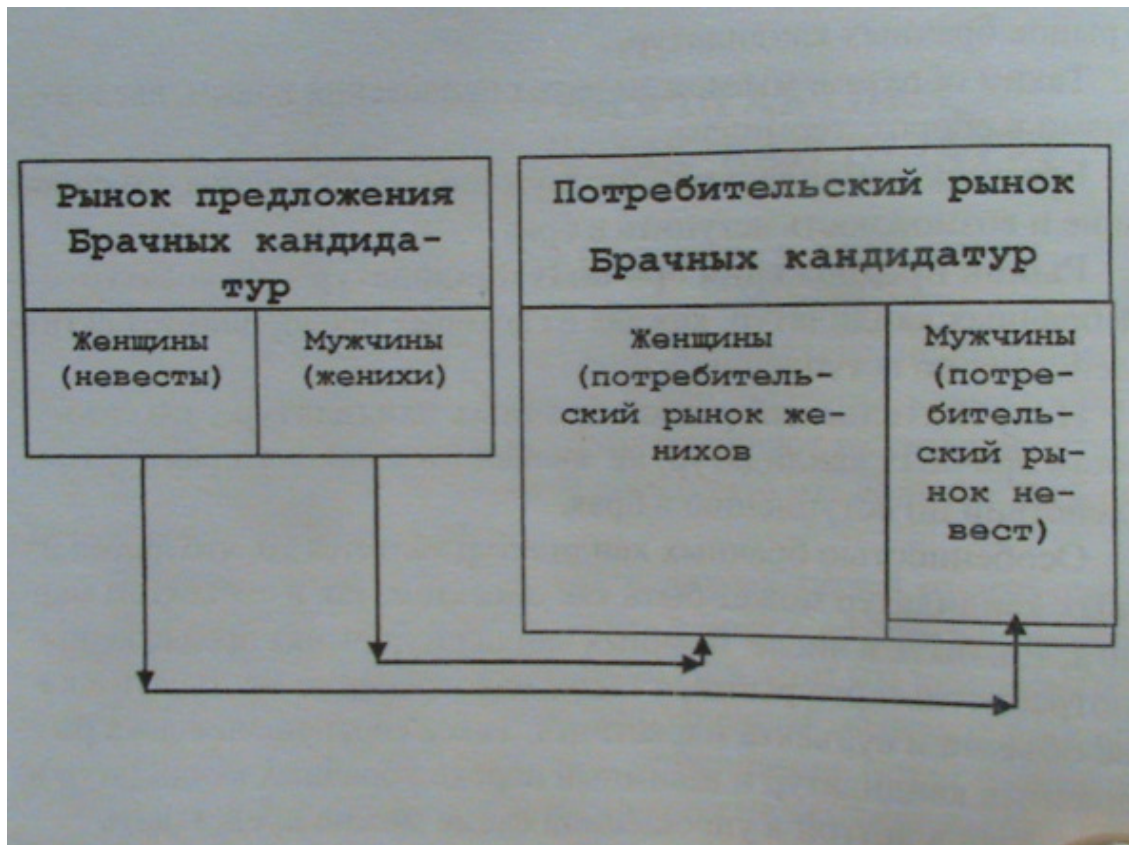 Рынок предложения
Брачных кандида-
тур
Женщины
(невесты)
Мужчины
(женихи)
Потребительский рынок
Брачных кандидатур
Женщины
(потребитель-
ский рынок же-
нихов
Мужчины
(потре-
битель-
ский ры-
нок не-
вест)